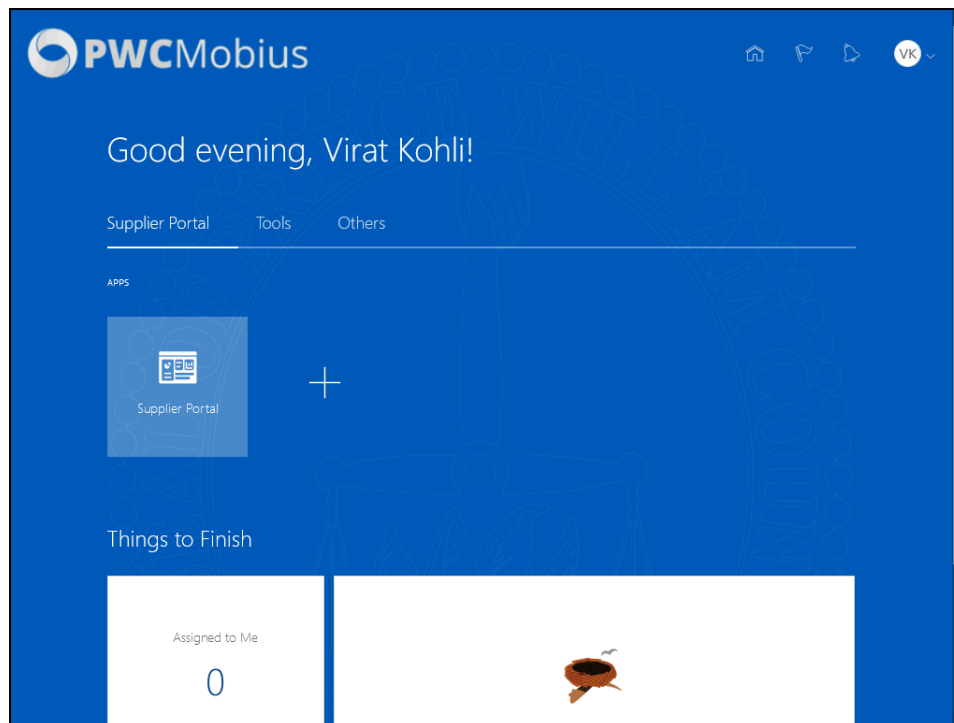 PWCMobius
VK
Good evening, Virat Kohli!
Supplier Portal Tools Others
APPS
Supplier Portal
Things to Finish
Assigned to Me
0